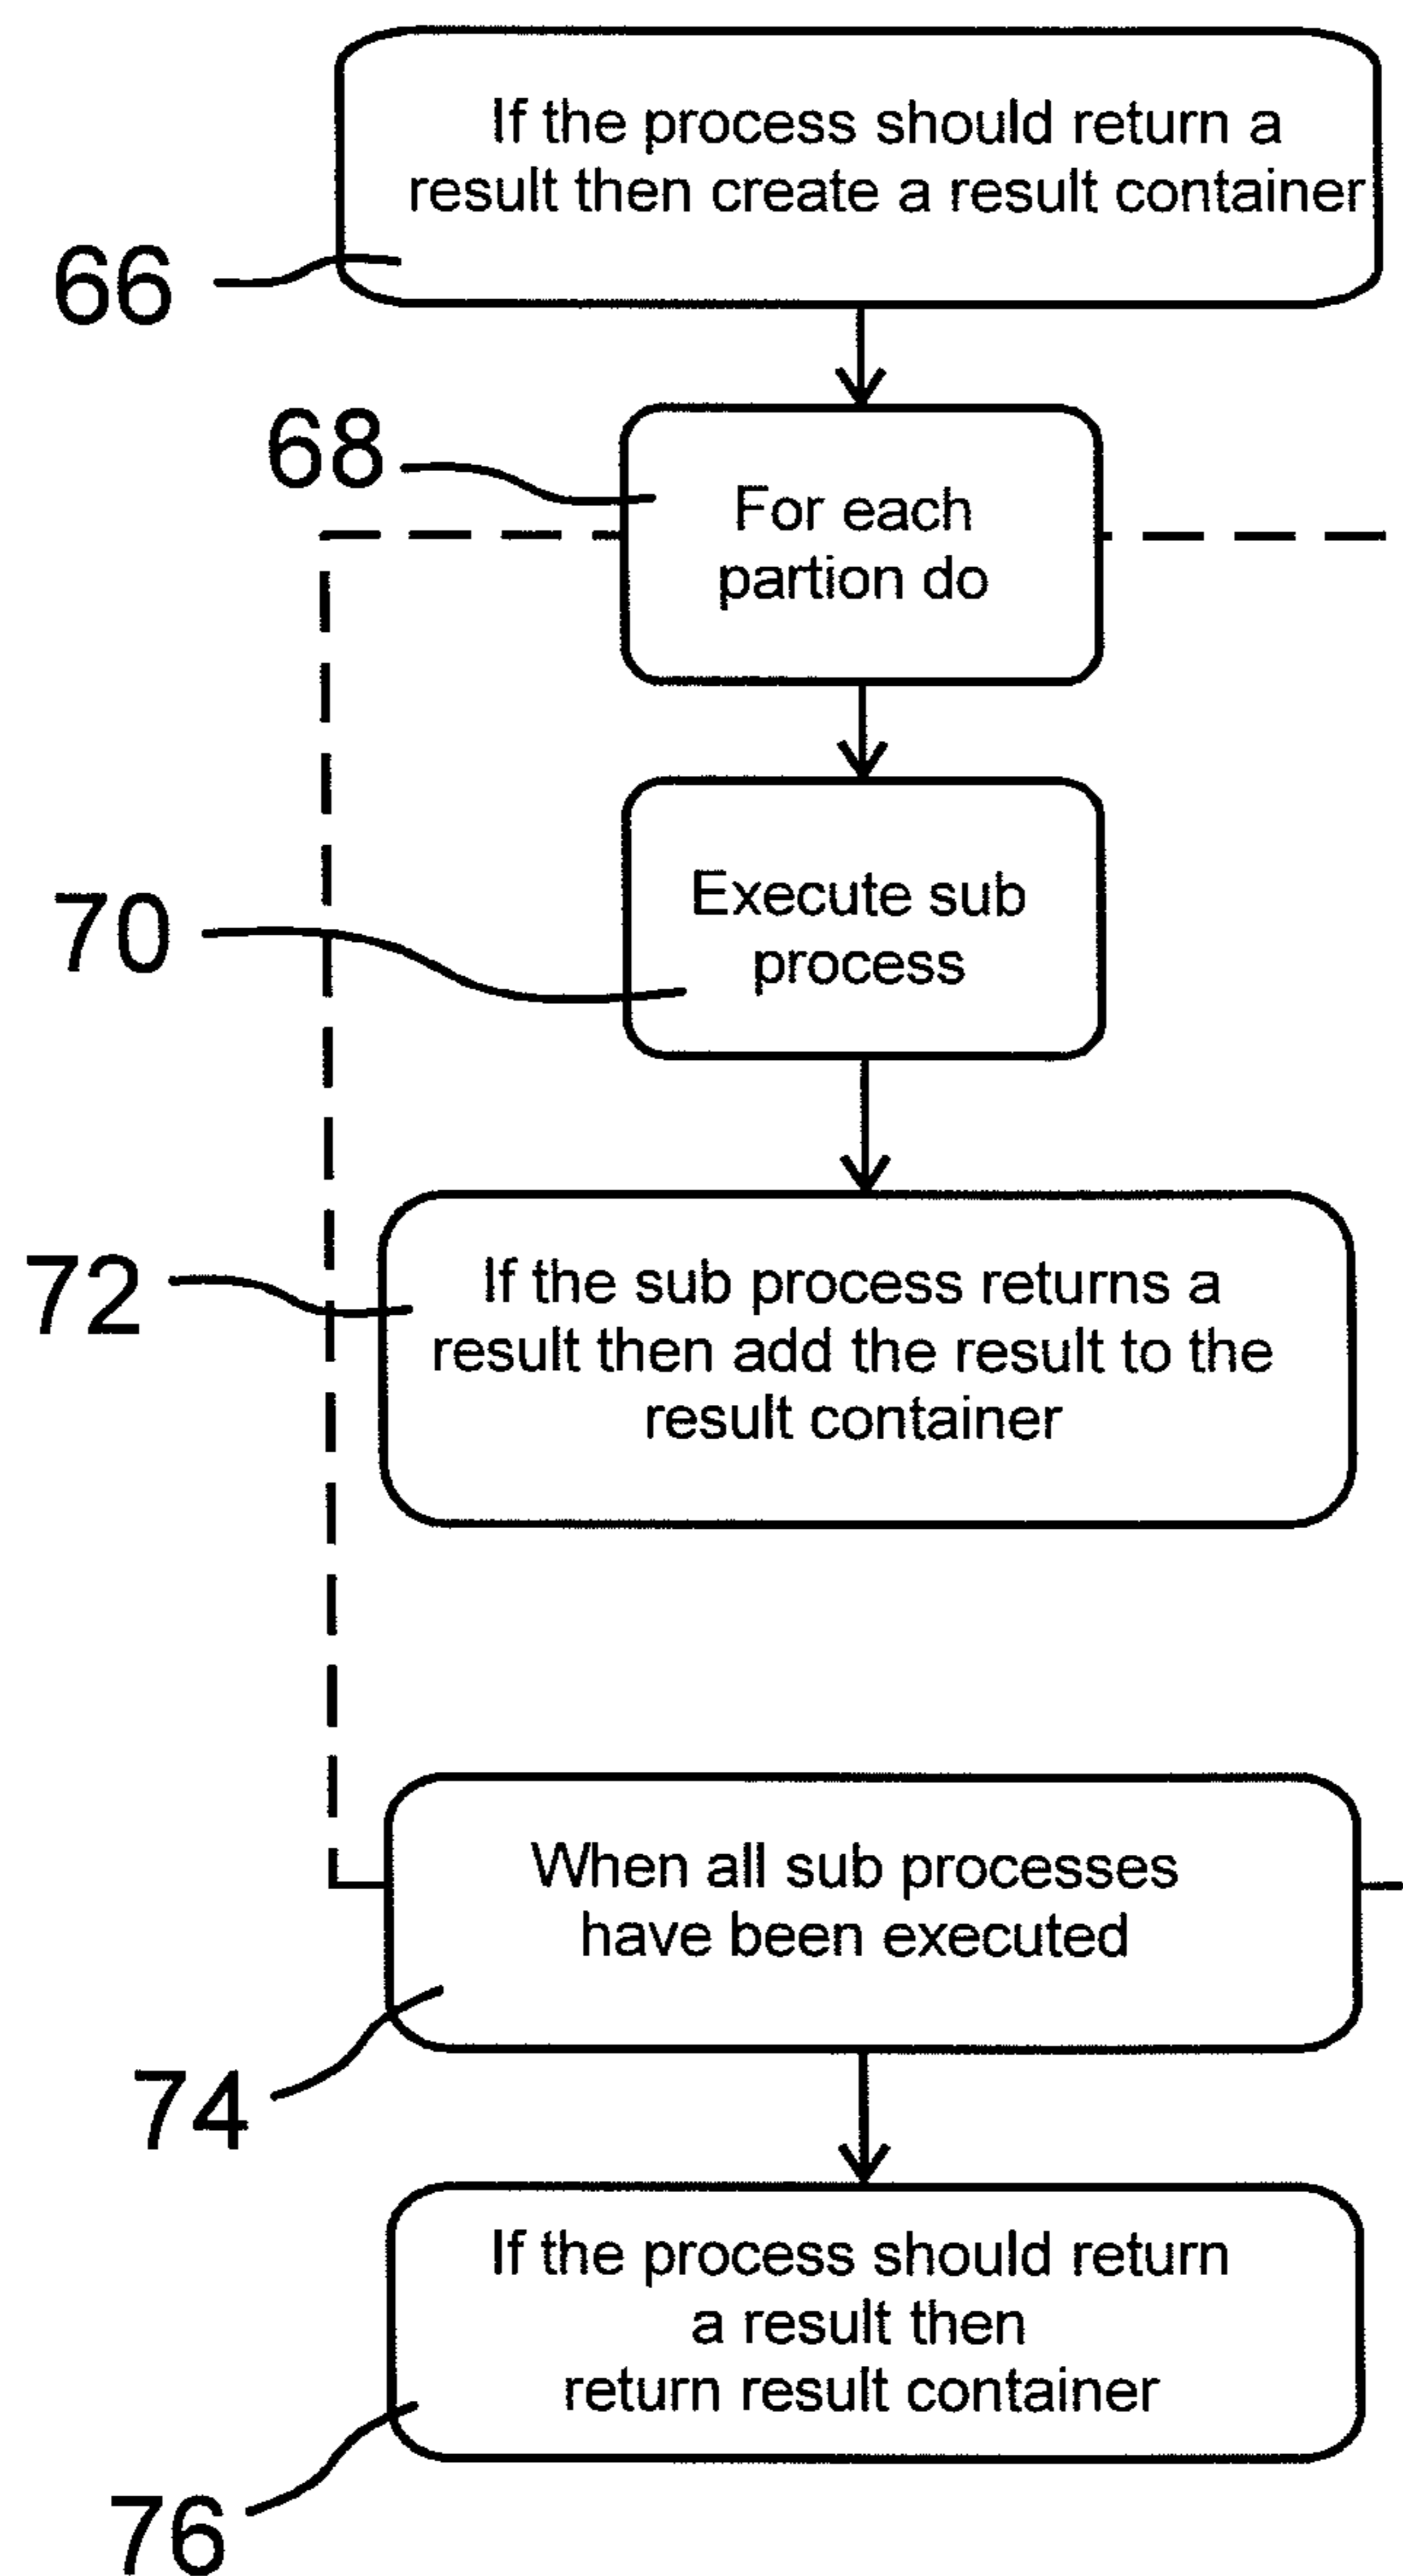 If the process should return a
result then create a result container
66
68
For each
partion do
70
Execute sub
process
72
If the sub process returns a
result then add the result to the
result container
When all sub processes
have been executed
74
If the process should return
a result then
return result container
76